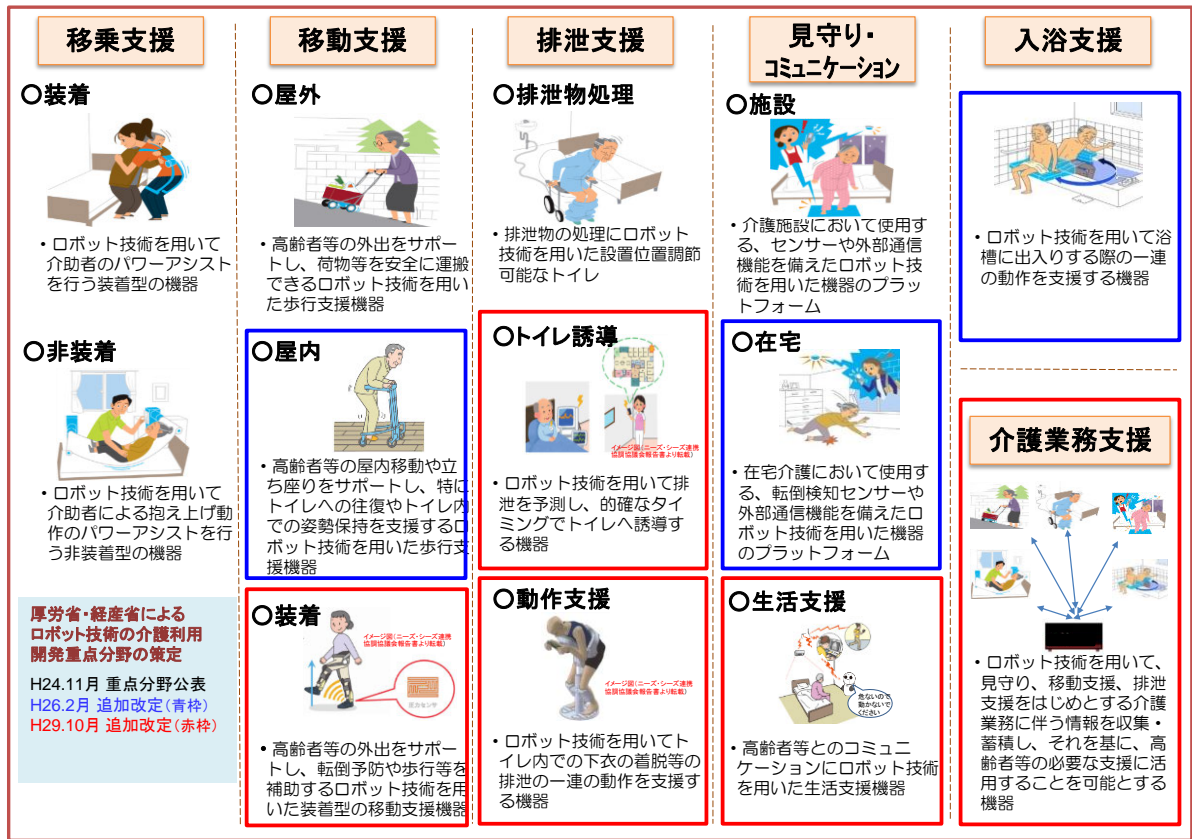 移乗支援
○装着
・ロボット技術を用いて
介助者のパワーアシスト
を行う装着型の機器
○非装着
・ロボット技術を用いて
介助者による抱え上げ動
作のパワーアシストを行
う非装着型の機器
厚労省・経産省による
ロボット技術の介護利用
開発重点分野の策定
H24.11月 重点分野公表
H26.2月 追加改定(青枠)
H29.10月 追加改定(赤枠)
移動支援
○屋外
・高齢者等の外出をサポー
トし、荷物等を安全に運搬
できるロボット技術を用い
た歩行支援機器
○屋内
・高齢者等の屋内移動や立
ち座りをサポートし、特に
トイレへの往復やトイレ内
での姿勢保持を支援するロ
ボット技術を用いた歩行支
援機器
○装着
イメージ図(ニーズ・シーズ連携
協調協議会報告書より転載)
圧力センサ
・高齢者等の外出をサポー
トし、転倒予防や歩行等を
補助するロボット技術を用
いた装着型の移動支援機器
排泄支援
○排泄物処理
・排泄物の処理にロボット
技術を用いた設置位置調節
可能なトイレ
○トイレ誘導
イメージ図(ニーズ・シーズ連携
協調協議会報告書より転載)
・ロボット技術を用いて排
泄を予測し、的確なタイ
ミングでトイレへ誘導す
る機器
○動作支援
イメージ図(ニーズ・シーズ連携
協調協議会報告書より転載)
・ロボット技術を用いてト
イレ内での下衣の着脱等の
排泄の一連の動作を支援す
る機器
見守り・
コミュニケーション
○施設
・介護施設において使用す
る、センサーや外部通信
機能を備えたロボット技
術を用いた機器のプラッ
トフォーム
○在宅
・在宅介護において使用す
る、転倒検知センサーや
外部通信機能を備えたロ
ボット技術を用いた機器
のプラットフォーム
○生活支援
危ないので
動かないで
ください
・高齢者等とのコミュニ
ケーションにロボット技術
を用いた生活支援機器
入浴支援
・ロボット技術を用いて浴
槽に出入りする際の一連
の動作を支援する機器
介護業務支援
・ロボット技術を用いて、
見守り、移動支援、排泄
支援をはじめとする介護
業務に伴う情報を収集・
蓄積し、それを基に、高
齢者等の必要な支援に活
用することを可能とする
機器